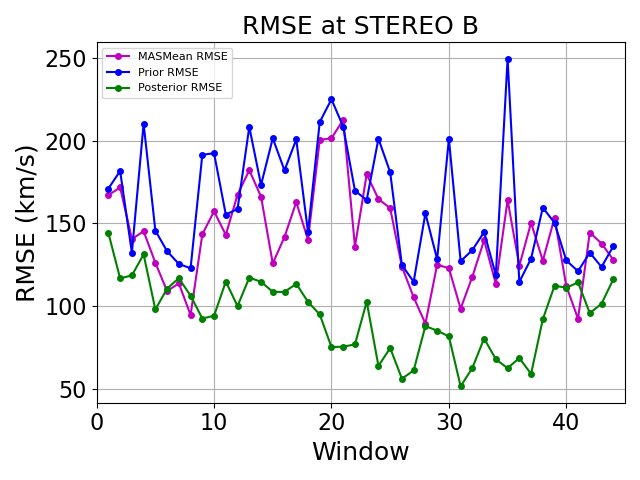 RMSE at STEREO B
MASMean RMSE
Prior RMSE
Posterior RMSE
250
200
150
100
50
RMSE (km/s)
0 10 20 30 40
Window